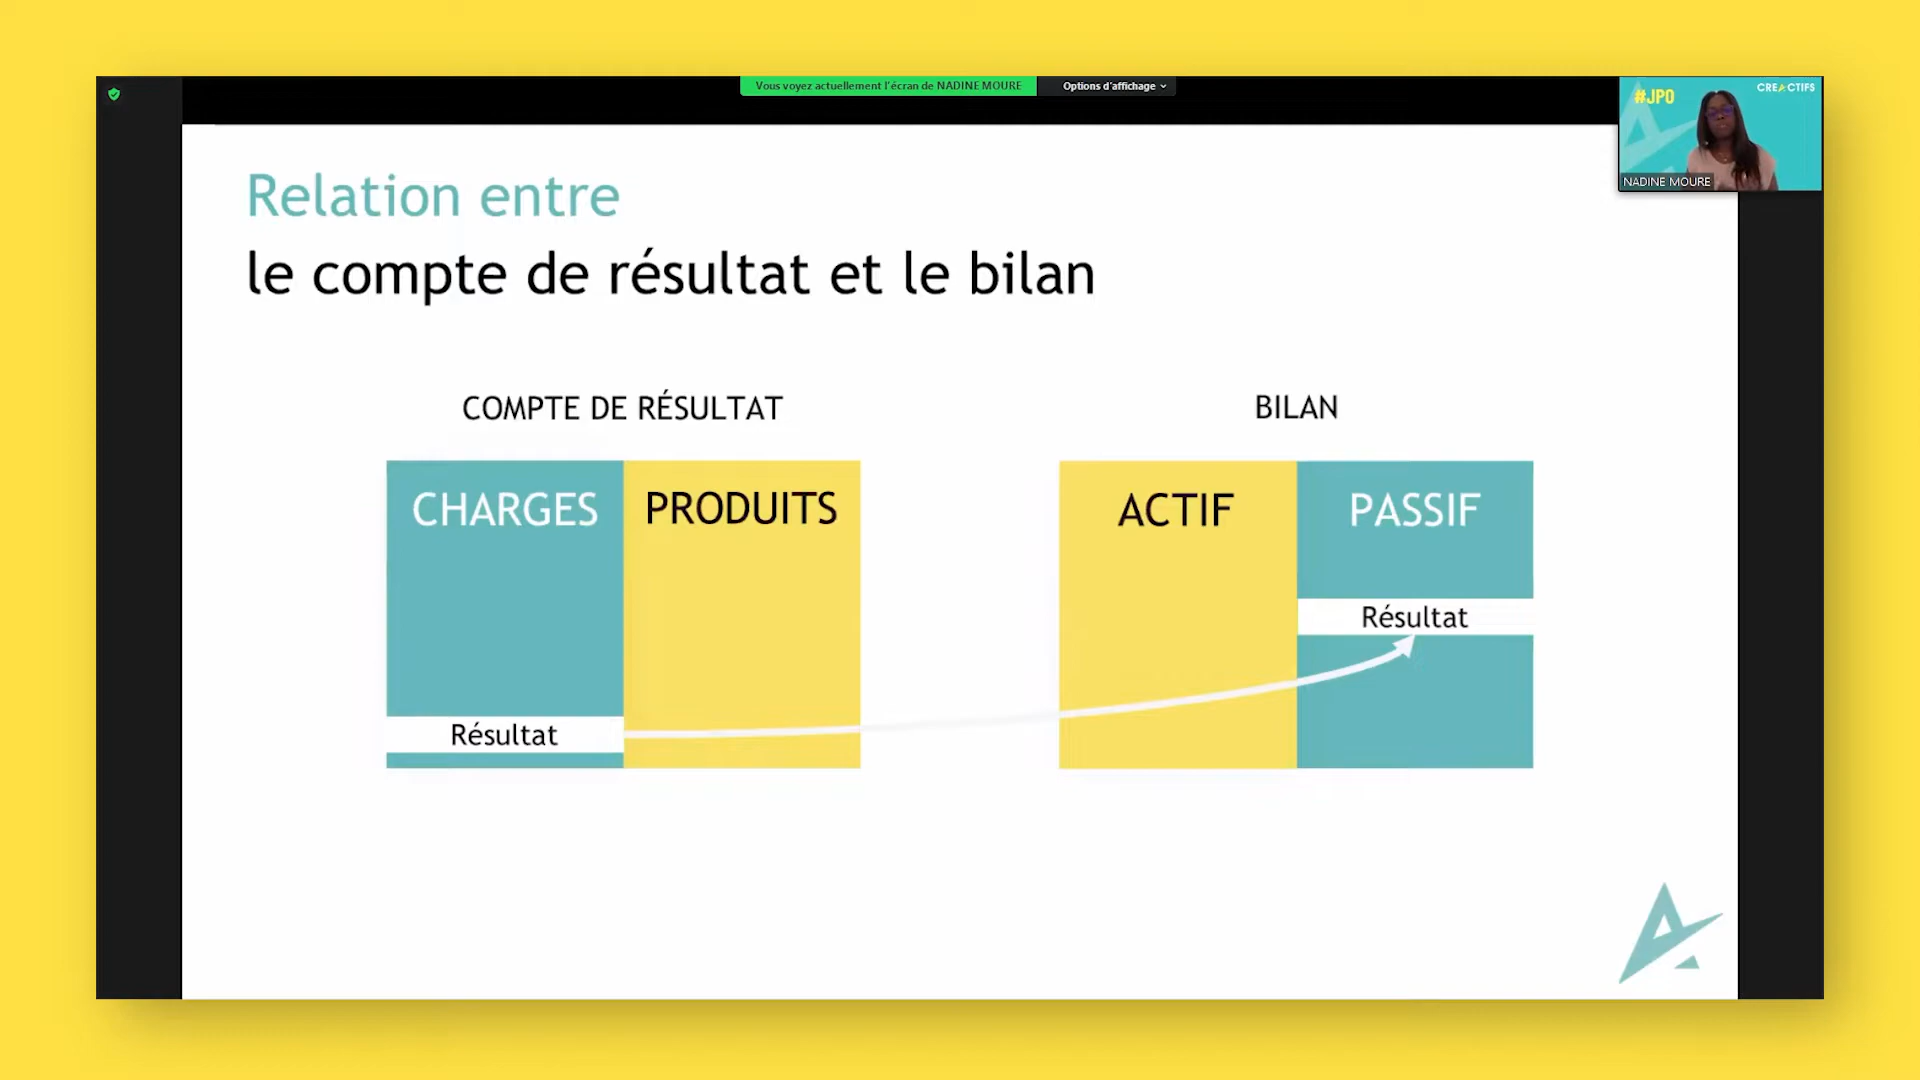 Vous voyez actuellement l'écran de NADINE MOURE
Options d'affichage
#JPO
CREACTIFS
NADINE MOURE
Relation entre
le compte de résultat et le bilan
COMPTE DE RÉSULTAT
BILAN
CHARGES
PRODUITS
ACTIF
PASSIF
Résultat
Résultat